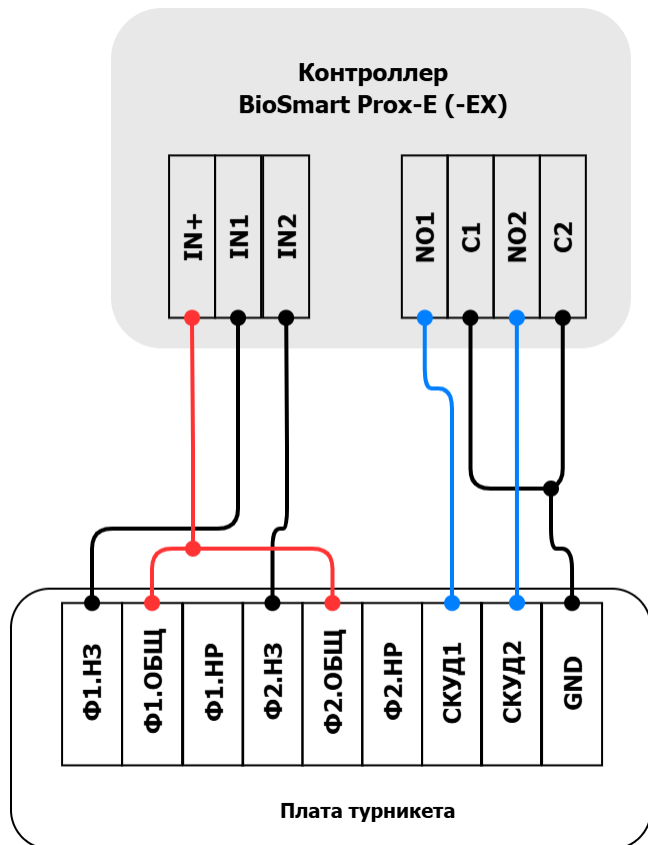 Контроллер
BioSmart Prox-E (-EX)
IN+
IN1
IN2
NO1
C1
NO2
C2
Ф1.НЗ
Ф1.ОБЩ
Ф1.НР
Ф2.НЗ
Ф2.ОБЩ
Ф2.НР
СКУД1
СКУД2
GND
Плата турникета